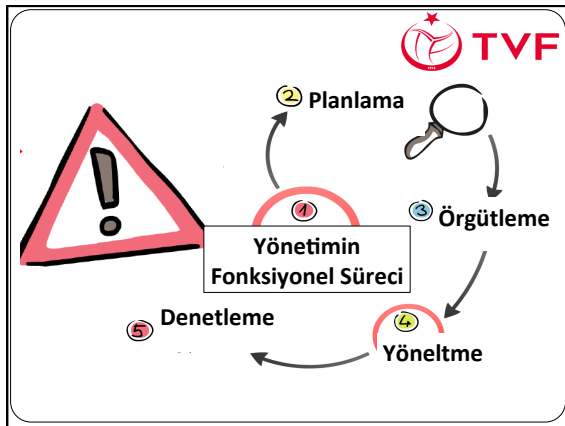 TVF
2 Planlama
1
3 Örgütleme
Yönetimin
Fonksiyonel Süreci
5 Denetleme
4
Yöneltme